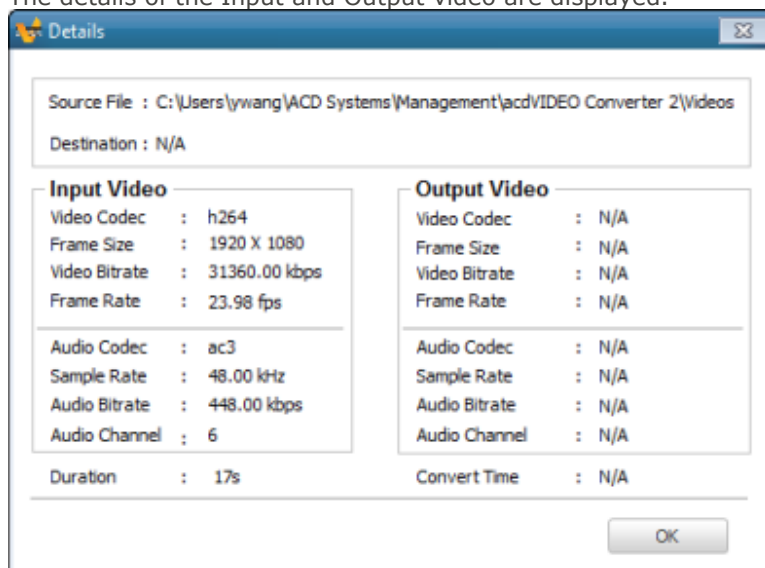 The details of the Input and Output video are displayed.
Details
Source File : C:\Users\ywang\ACD Systems\Management\acdVIDEO Converter 2\Videos
Destination : N/A
Input Video
Video Codec : h264
Frame Size : 1920 X 1080
Video Bitrate : 31360.00 kbps
Frame Rate : 23.98 fps
Audio Codec : ac3
Sample Rate : 48.00 kHz
Audio Bitrate : 448.00 kbps
Audio Channel : 6
Duration : 17s
Output Video
Video Codec : N/A
Frame Size : N/A
Video Bitrate : N/A
Frame Rate : N/A
Audio Codec : N/A
Sample Rate : N/A
Audio Bitrate : N/A
Audio Channel : N/A
Convert Time : N/A
OK